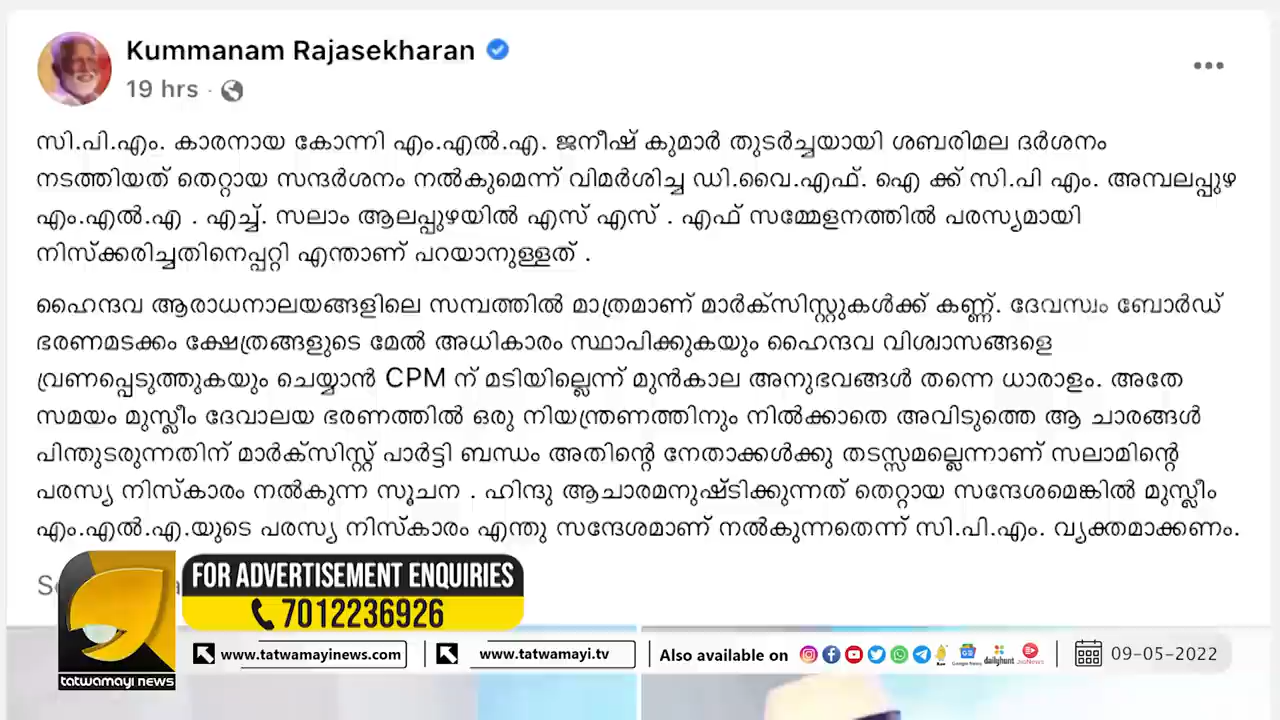 Kummanam Rajasekharan
19 hrs ·
സി.പി.എം. കാരനായ കോന്നി എം.എൽ.എ. ജനീഷ് കുമാർ തുടർച്ചയായി ശബരിമല ദർശനം
നടത്തിയത് തെറ്റായ സന്ദർശനം നൽകുമെന്ന് വിമർശിച്ച ഡി.വൈ.എഫ്. ഐ ക്ക് സി.പി എം. അമ്പലപ്പുഴ
എം.എൽ.എ . എച്ച്. സലാം ആലപ്പുഴയിൽ എസ് എസ് . എഫ് സമ്മേളനത്തിൽ പരസ്യമായി
നിസ്ക്കരിച്ചതിനെപ്പറ്റി എന്താണ് പറയാനുള്ളത് .
ഹൈന്ദവ ആരാധനാലയങ്ങളിലെ സമ്പത്തിൽ മാത്രമാണ് മാർക്സിസ്റ്റുകൾക്ക് കണ്ണ്. ദേവസ്വം ബോർഡ്
ഭരണമടക്കം ക്ഷേത്രങ്ങളുടെ മേൽ അധികാരം സ്ഥാപിക്കുകയും ഹൈന്ദവ വിശ്വാസങ്ങളെ
വ്രണപ്പെടുത്തുകയും ചെയ്യാൻ CPM ന് മടിയില്ലെന്ന് മുൻകാല അനുഭവങ്ങൾ തന്നെ ധാരാളം. അതേ
സമയം മുസ്ലീം ദേവാലയ ഭരണത്തിൽ ഒരു നിയന്ത്രണത്തിനും നിൽക്കാതെ അവിടുത്തെ ആ ചാരങ്ങൾ
പിന്തുടരുന്നതിന് മാർക്സിസ്റ്റ് പാർട്ടി ബന്ധം അതിന്റെ നേതാക്കൾക്കു തടസ്സമല്ലെന്നാണ് സലാമിന്റെ
പരസ്യ നിസ്കാരം നൽകുന്ന സൂചന . ഹിന്ദു ആചാരമനുഷ്ടിക്കുന്നത് തെറ്റായ സന്ദേശമെങ്കിൽ മുസ്ലീം
എം.എൽ.എ.യുടെ പരസ്യ നിസ്കാരം എന്തു സന്ദേശമാണ് നൽകുന്നതെന്ന് സി.പി.എം. വ്യക്തമാക്കണം.
FOR ADVERTISEMENT ENQUIRIES
7012236926
tatwamayi news
www.tatwamayinews.com
www.tatwamayi.tv
Also available on
Google News
dailyhunt
JioNews
09-05-2022